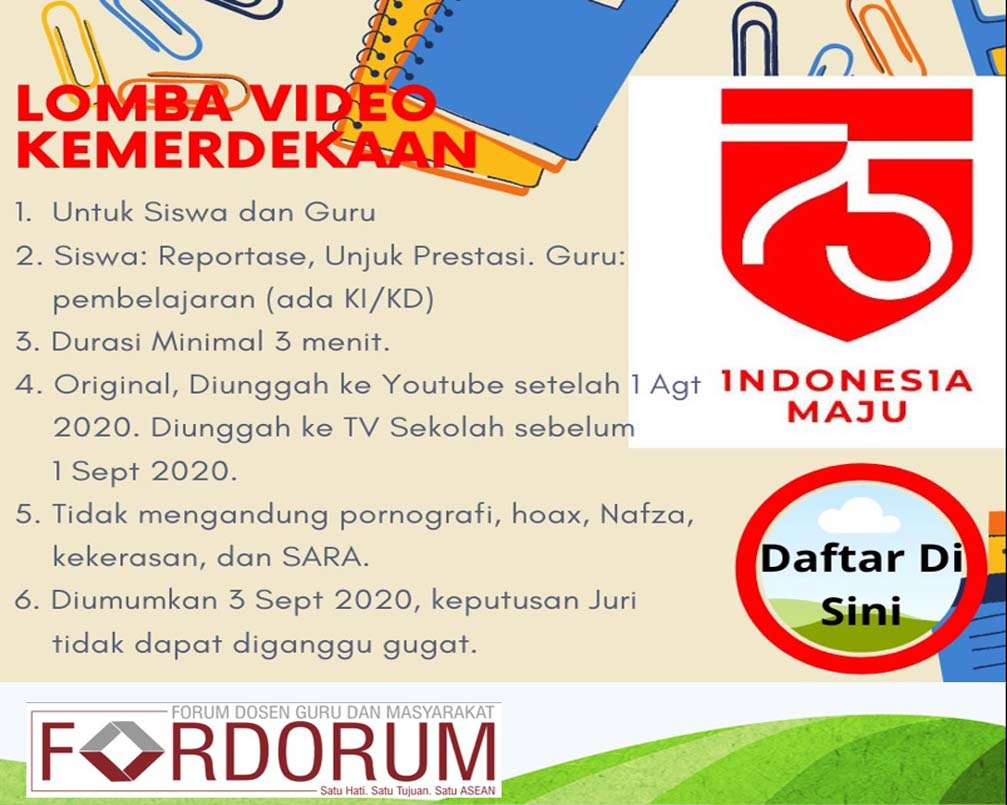 LOMBA VIDEO
KEMERDEKAAN
1. Untuk Siswa dan Guru
2. Siswa: Reportase, Unjuk Prestasi. Guru:
pembelajaran (ada KI/KD)
3. Durasi Minimal 3 menit.
4. Original, Diunggah ke Youtube setelah 1 Agt
2020. Diunggah ke TV Sekolah sebelum
1 Sept 2020.
5. Tidak mengandung pornografi, hoax, Nafza,
kekerasan, dan SARA.
6. Diumumkan 3 Sept 2020, keputusan Juri
tidak dapat diganggu gugat.
75
INDONESIA
MAJU
Daftar Di
Sini
FORUM DOSEN GURU DAN MASYARAKAT
FORDORUM
Satu Hati. Satu Tujuan. Satu ASEAN